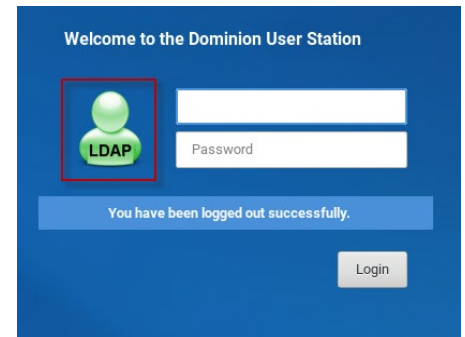 Welcome to the Dominion User Station
LDAP
Password
You have been logged out successfully.
Login